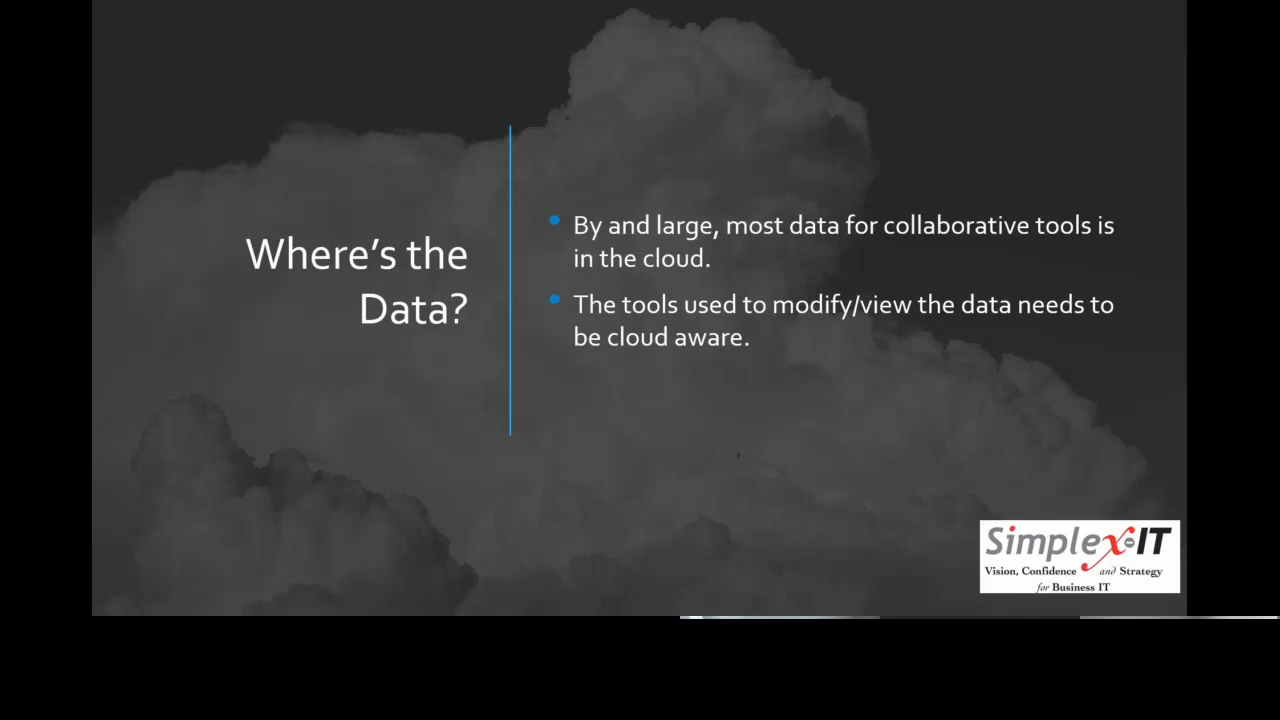 Where's the
Data?
By and large, most data for collaborative tools is
in the cloud.
The tools used to modify/view the data needs to
be cloud aware.
Simplex-IT
Vision, Confidence and Strategy
for Business IT